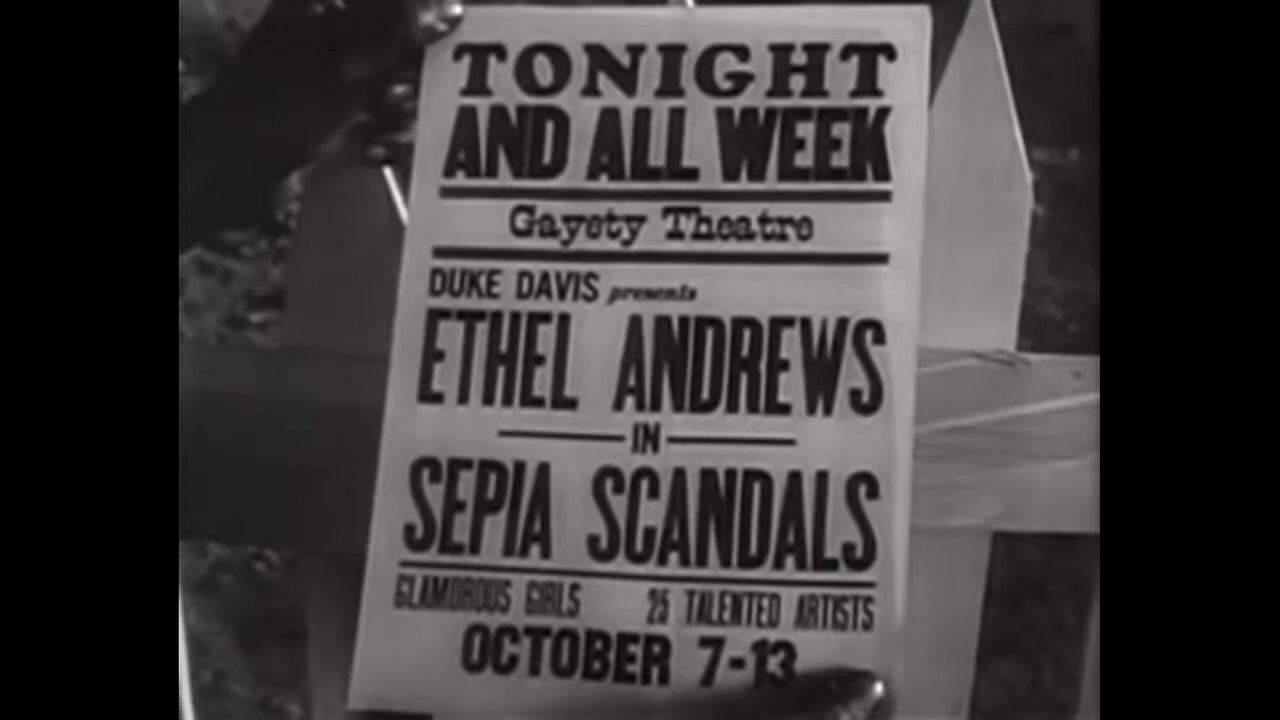 TONIGHT
AND ALL WEEK
Gayety Theatre
DUKE DAVIS presents
ETHEL ANDREWS
IN
SEPIA SCANDALS
GLAMOROUS GIRLS 25 TALENTED ARTISTS
OCTOBER 7-13